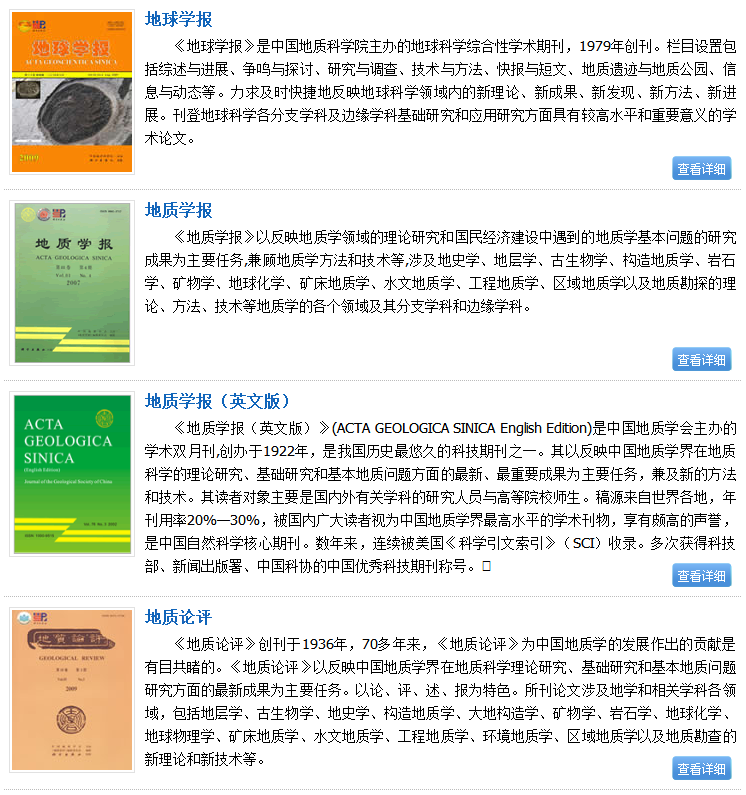 地球学报
《地球学报》是中国地质科学院主办的地球科学综合性学术期刊，1979年创刊。栏目设置包
括综述与进展、争鸣与探讨、研究与调查、技术与方法、快报与短文、地质遗迹与地质公园、信
息与动态等。力求及时快捷地反映地球科学领域内的新理论、新成果、新发现、新方法、新进
展。刊登地球科学各分支学科及边缘学科基础研究和应用研究方面具有较高水平和重要意义的学
术论文。
查看详细
地球学报
ACTA GEOSCIENTICA SINICA
2009
地质学报
《地质学报》以反映地质学领域的理论研究和国民经济建设中遇到的地质学基本问题的研究
成果为主要任务,兼顾地质学方法和技术等,涉及地史学、地层学、古生物学、构造地质学、岩石
学、矿物学、地球化学、矿床地质学、水文地质学、工程地质学、区域地质学以及地质勘探的理
论、方法、技术等地质学的各个领域及其分支学科和边缘学科。
查看详细
地质学报
ACTA GEOLOGICA SINICA
2007
地质学报（英文版）
《地质学报（英文版）》(ACTA GEOLOGICA SINICA English Edition)是中国地质学会主办的
学术双月刊,创办于1922年，是我国历史最悠久的科技期刊之一。其以反映中国地质学界在地质
科学的理论研究、基础研究和基本地质问题方面的最新、最重要成果为主要任务，兼及新的方法
和技术。其读者对象主要是国内外有关学科的研究人员与高等院校师生。稿源来自世界各地，年
刊用率20%—30%，被国内广大读者视为中国地质学界最高水平的学术刊物，享有颇高的声誉，
是中国自然科学核心期刊。数年来，连续被美国《科学引文索引》（SCI）收录。多次获得科技
部、新闻出版署、中国科协的中国优秀科技期刊称号。
查看详细
ACTA
GEOLOGICA
SINICA
(English Edition)
Journal of the Geological Society of China
地质论评
《地质论评》创刊于1936年，70多年来，《地质论评》为中国地质学的发展作出的贡献是
有目共睹的。《地质论评》以反映中国地质学界在地质科学理论研究、基础研究和基本地质问题
研究方面的最新成果为主要任务。以论、评、述、报为特色。所刊论文涉及地学和相关学科各领
域，包括地层学、古生物学、地史学、构造地质学、大地构造学、矿物学、岩石学、地球化学、
地球物理学、矿床地质学、水文地质学、工程地质学、环境地质学、区域地质学以及地质勘查的
新理论和新技术等。
查看详细
地質論評
GEOLOGICAL REVIEW
2009